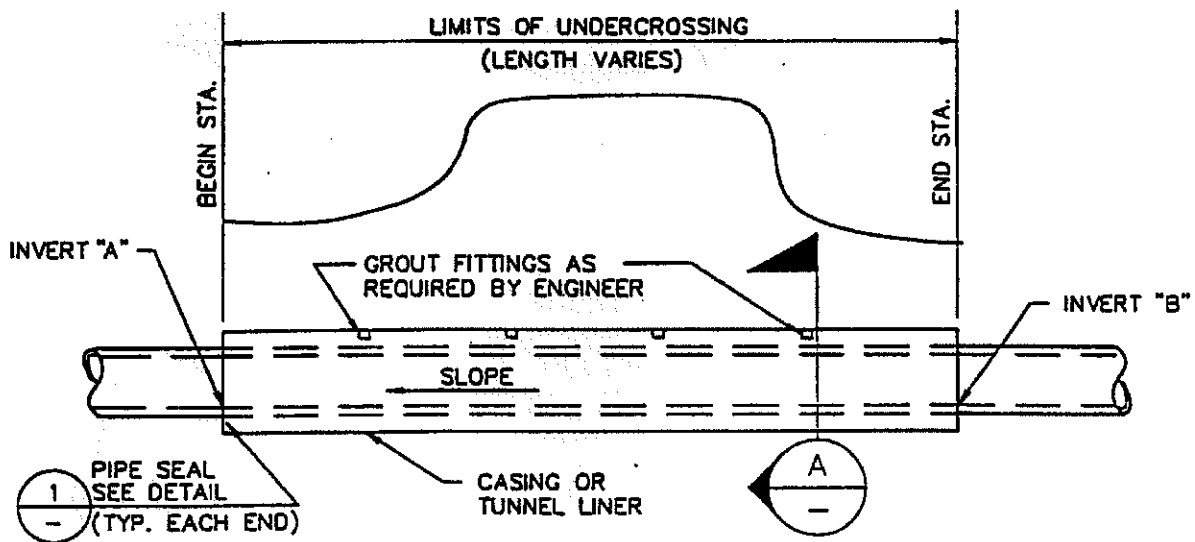 LIMITS OF UNDERCROSSING
(LENGTH VARIES)
BEGIN STA.
END STA.
INVERT "A"
GROUT FITTINGS AS
REQUIRED BY ENGINEER
INVERT "B"
SLOPE
1
-
PIPE SEAL
SEE DETAIL
(TYP. EACH END)
CASING OR
TUNNEL LINER
A
-